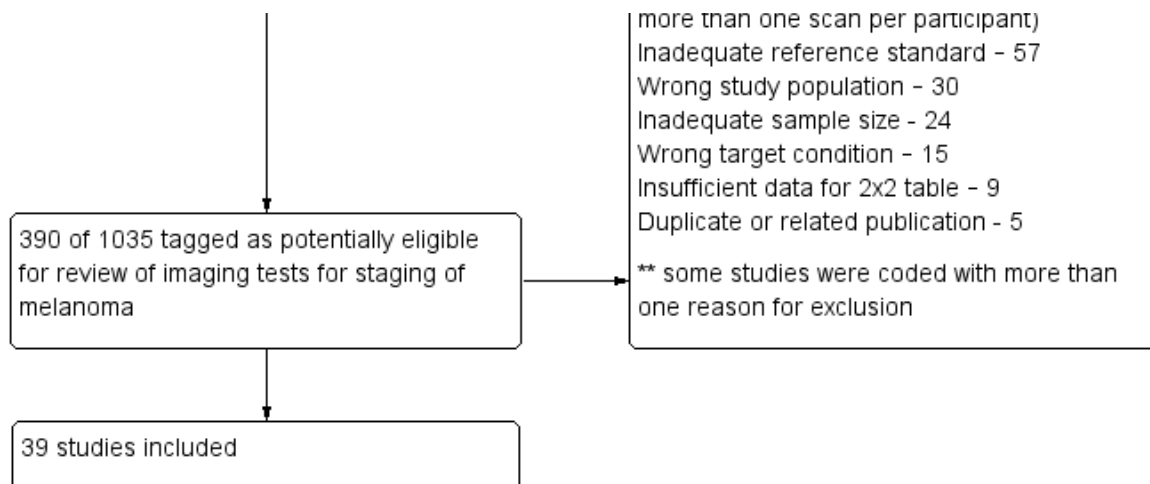 more than one scan per participant)
Inadequate reference standard – 57
Wrong study population – 30
Inadequate sample size - 24
Wrong target condition – 15
Insufficient data for 2x2 table – 9
Duplicate or related publication - 5
** some studies were coded with more than
one reason for exclusion
390 of 1035 tagged as potentially eligible
for review of imaging tests for staging of
melanoma
39 studies included